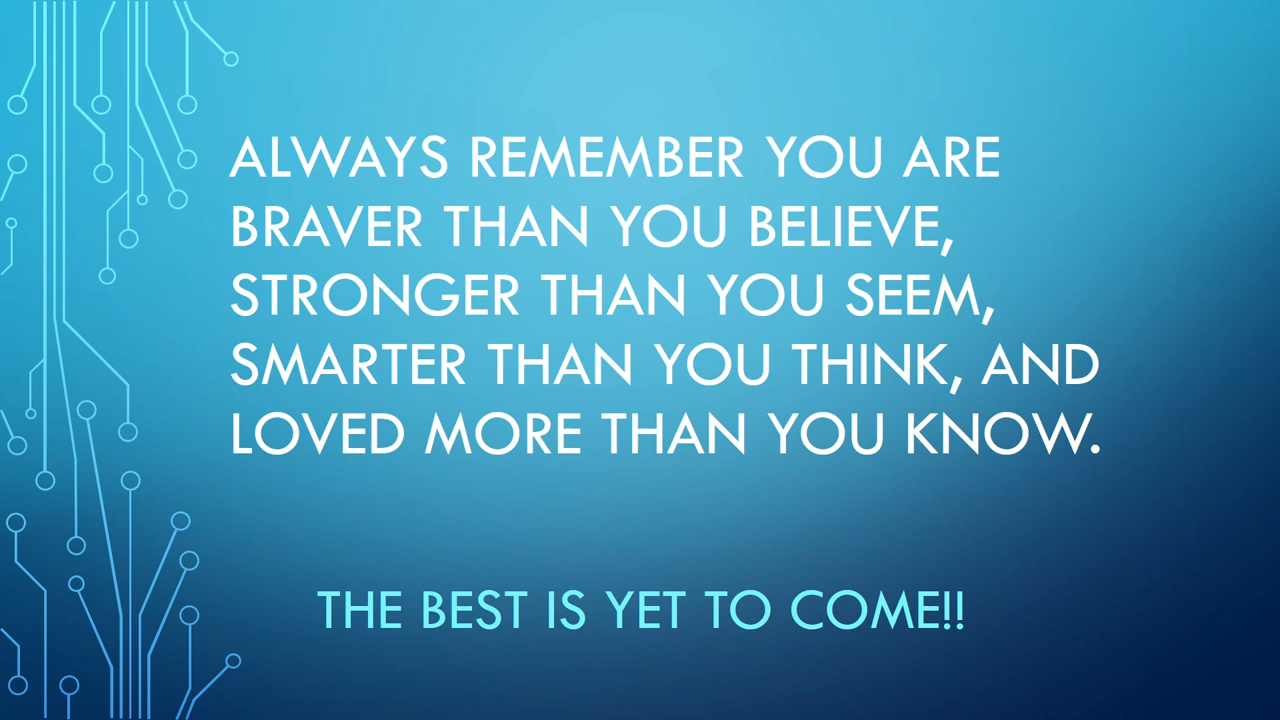 ALWAYS REMEMBER YOU ARE
BRAVER THAN YOU BELIEVE,
STRONGER THAN YOU SEEM,
SMARTER THAN YOU THINK, AND
LOVED MORE THAN YOU KNOW.
THE BEST IS YET TO COME!!